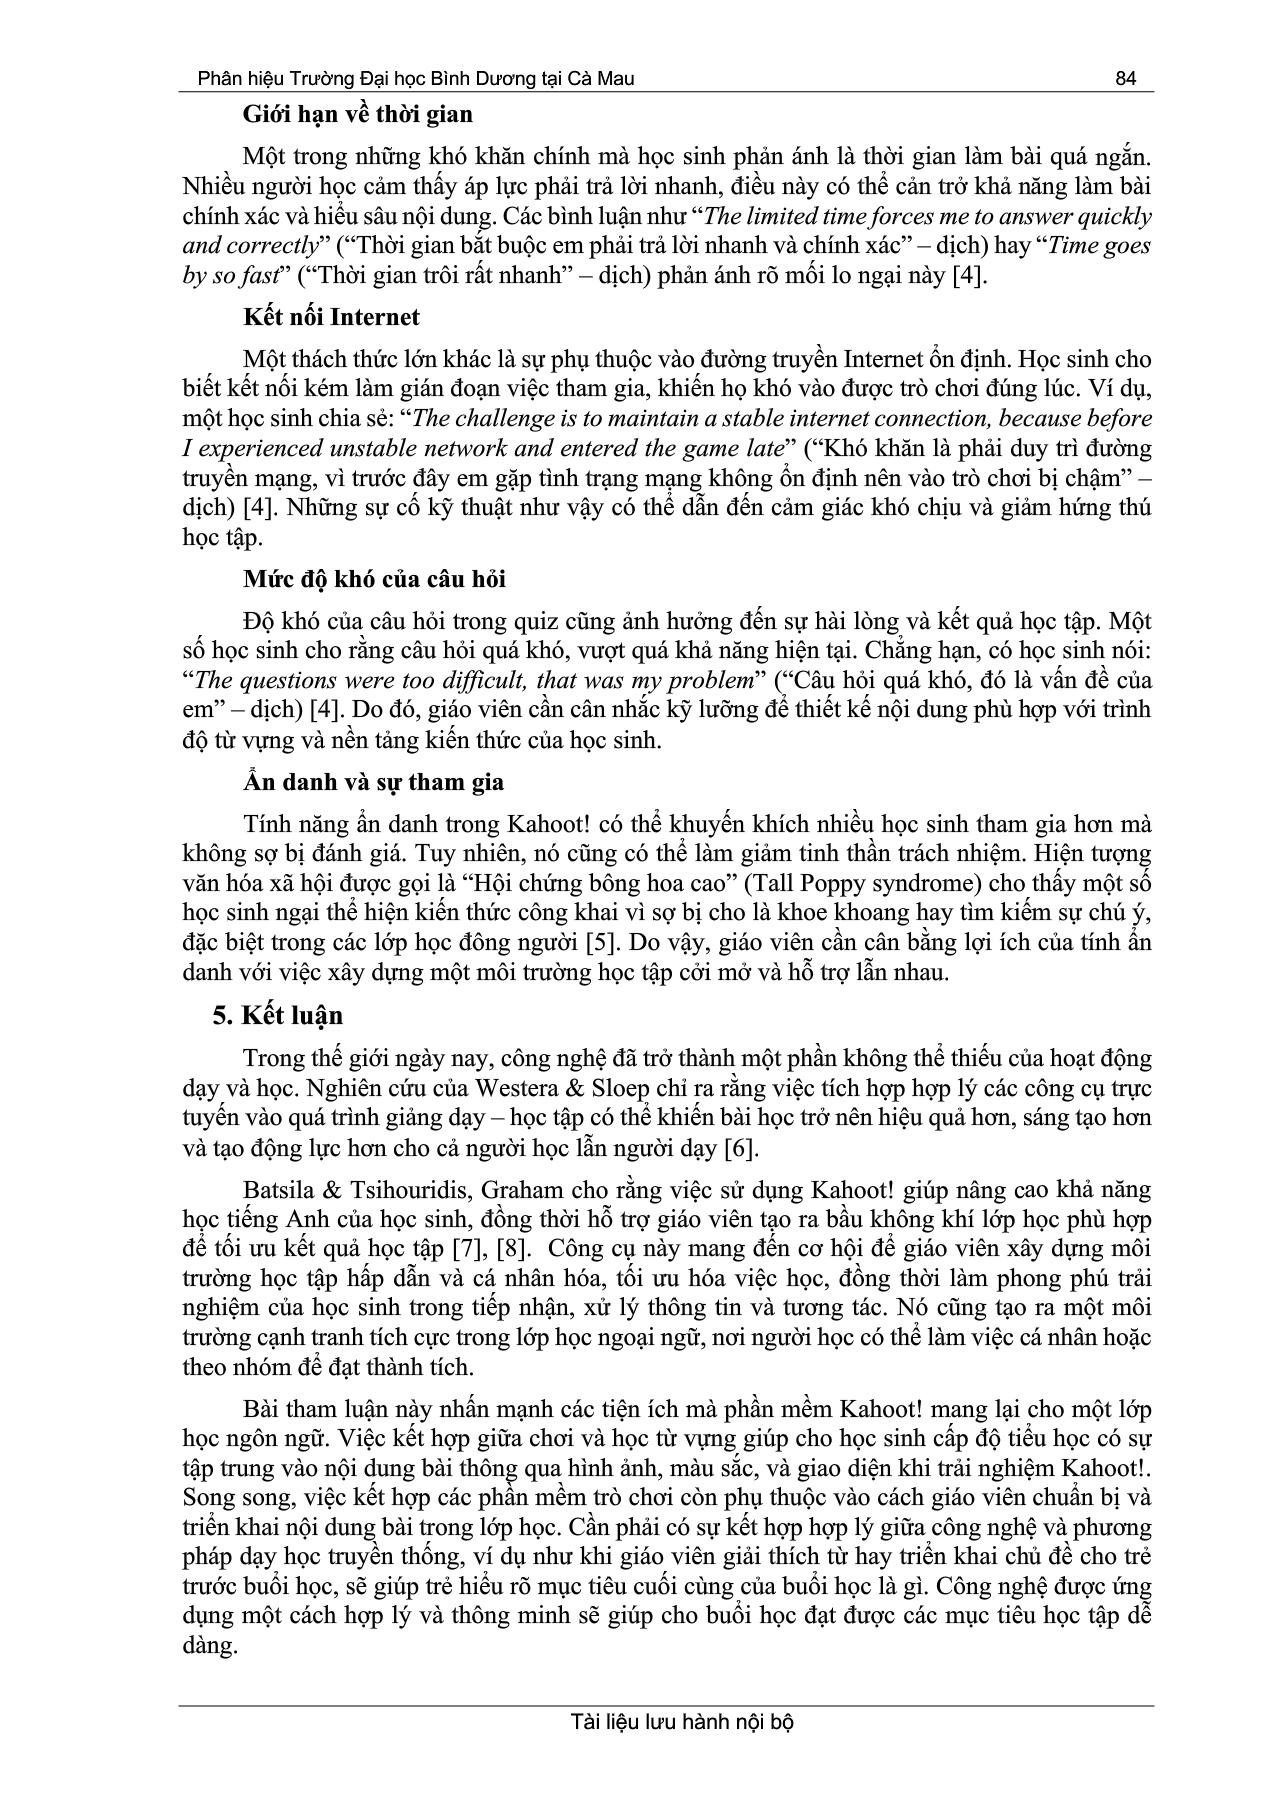 Phân hiệu Trường Đại học Bình Dương tại Cà Mau 84
Giới hạn về thời gian
Một trong những khó khăn chính mà học sinh phản ánh là thời gian làm bài quá ngắn.
Nhiều người học cảm thấy áp lực phải trả lời nhanh, điều này có thể cản trở khả năng làm bài
chính xác và hiểu sâu nội dung. Các bình luận như “The limited time forces me to answer quickly
and correctly” (“Thời gian bắt buộc em phải trả lời nhanh và chính xác” – dịch) hay “Time goes
by so fast” (“Thời gian trôi rất nhanh” – dịch) phản ánh rõ mối lo ngại này [4].
Kết nối Internet
Một thách thức lớn khác là sự phụ thuộc vào đường truyền Internet ổn định. Học sinh cho
biết kết nối kém làm gián đoạn việc tham gia, khiến họ khó vào được trò chơi đúng lúc. Ví dụ,
một học sinh chia sẻ: “The challenge is to maintain a stable internet connection, because before
I experienced unstable network and entered the game late” (“Khó khăn là phải duy trì đường
truyền mạng, vì trước đây em gặp tình trạng mạng không ổn định nên vào trò chơi bị chậm” –
dịch) [4]. Những sự cố kỹ thuật như vậy có thể dẫn đến cảm giác khó chịu và giảm hứng thú
học tập.
Mức độ khó của câu hỏi
Độ khó của câu hỏi trong quiz cũng ảnh hưởng đến sự hài lòng và kết quả học tập. Một
số học sinh cho rằng câu hỏi quá khó, vượt quá khả năng hiện tại. Chẳng hạn, có học sinh nói:
“The questions were too difficult, that was my problem” (“Câu hỏi quá khó, đó là vấn đề của
em” – dịch) [4]. Do đó, giáo viên cần cân nhắc kỹ lưỡng để thiết kế nội dung phù hợp với trình
độ từ vựng và nền tảng kiến thức của học sinh.
Ẩn danh và sự tham gia
Tính năng ẩn danh trong Kahoot! có thể khuyến khích nhiều học sinh tham gia hơn mà
không sợ bị đánh giá. Tuy nhiên, nó cũng có thể làm giảm tinh thần trách nhiệm. Hiện tượng
văn hóa xã hội được gọi là “Hội chứng bông hoa cao” (Tall Poppy syndrome) cho thấy một số
học sinh ngại thể hiện kiến thức công khai vì sợ bị cho là khoe khoang hay tìm kiếm sự chú ý,
đặc biệt trong các lớp học đông người [5]. Do vậy, giáo viên cần cân bằng lợi ích của tính ẩn
danh với việc xây dựng một môi trường học tập cởi mở và hỗ trợ lẫn nhau.
5. Kết luận
Trong thế giới ngày nay, công nghệ đã trở thành một phần không thể thiếu của hoạt động
dạy và học. Nghiên cứu của Westera & Sloep chỉ ra rằng việc tích hợp hợp lý các công cụ trực
tuyến vào quá trình giảng dạy – học tập có thể khiến bài học trở nên hiệu quả hơn, sáng tạo hơn
và tạo động lực hơn cho cả người học lẫn người dạy [6].
Batsila & Tsihouridis, Graham cho rằng việc sử dụng Kahoot! giúp nâng cao khả năng
học tiếng Anh của học sinh, đồng thời hỗ trợ giáo viên tạo ra bầu không khí lớp học phù hợp
để tối ưu kết quả học tập [7], [8]. Công cụ này mang đến cơ hội để giáo viên xây dựng môi
trường học tập hấp dẫn và cá nhân hóa, tối ưu hóa việc học, đồng thời làm phong phú trải
nghiệm của học sinh trong tiếp nhận, xử lý thông tin và tương tác. Nó cũng tạo ra một môi
trường cạnh tranh tích cực trong lớp học ngoại ngữ, nơi người học có thể làm việc cá nhân hoặc
theo nhóm để đạt thành tích.
Bài tham luận này nhấn mạnh các tiện ích mà phần mềm Kahoot! mang lại cho một lớp
học ngôn ngữ. Việc kết hợp giữa chơi và học từ vựng giúp cho học sinh cấp độ tiểu học có sự
tập trung vào nội dung bài thông qua hình ảnh, màu sắc, và giao diện khi trải nghiệm Kahoot!.
Song song, việc kết hợp các phần mềm trò chơi còn phụ thuộc vào cách giáo viên chuẩn bị và
triển khai nội dung bài trong lớp học. Cần phải có sự kết hợp hợp lý giữa công nghệ và phương
pháp dạy học truyền thống, ví dụ như khi giáo viên giải thích từ hay triển khai chủ đề cho trẻ
trước buổi học, sẽ giúp trẻ hiểu rõ mục tiêu cuối cùng của buổi học là gì. Công nghệ được ứng
dụng một cách hợp lý và thông minh sẽ giúp cho buổi học đạt được các mục tiêu học tập dễ
dàng.
Tài liệu lưu hành nội bộ